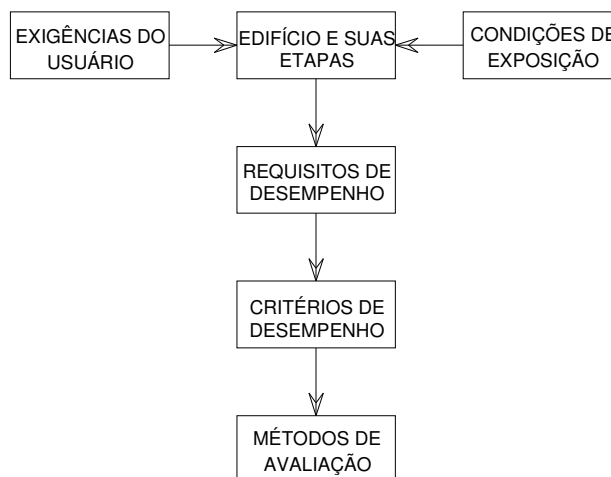 EXIGÊNCIAS DO
USUÁRIO
EDIFÍCIO E SUAS
ETAPAS
CONDIÇÕES DE
EXPOSIÇÃO
REQUISITOS DE
DESEMPENHO
CRITÉRIOS DE
DESEMPENHO
MÉTODOS DE
AVALIAÇÃO